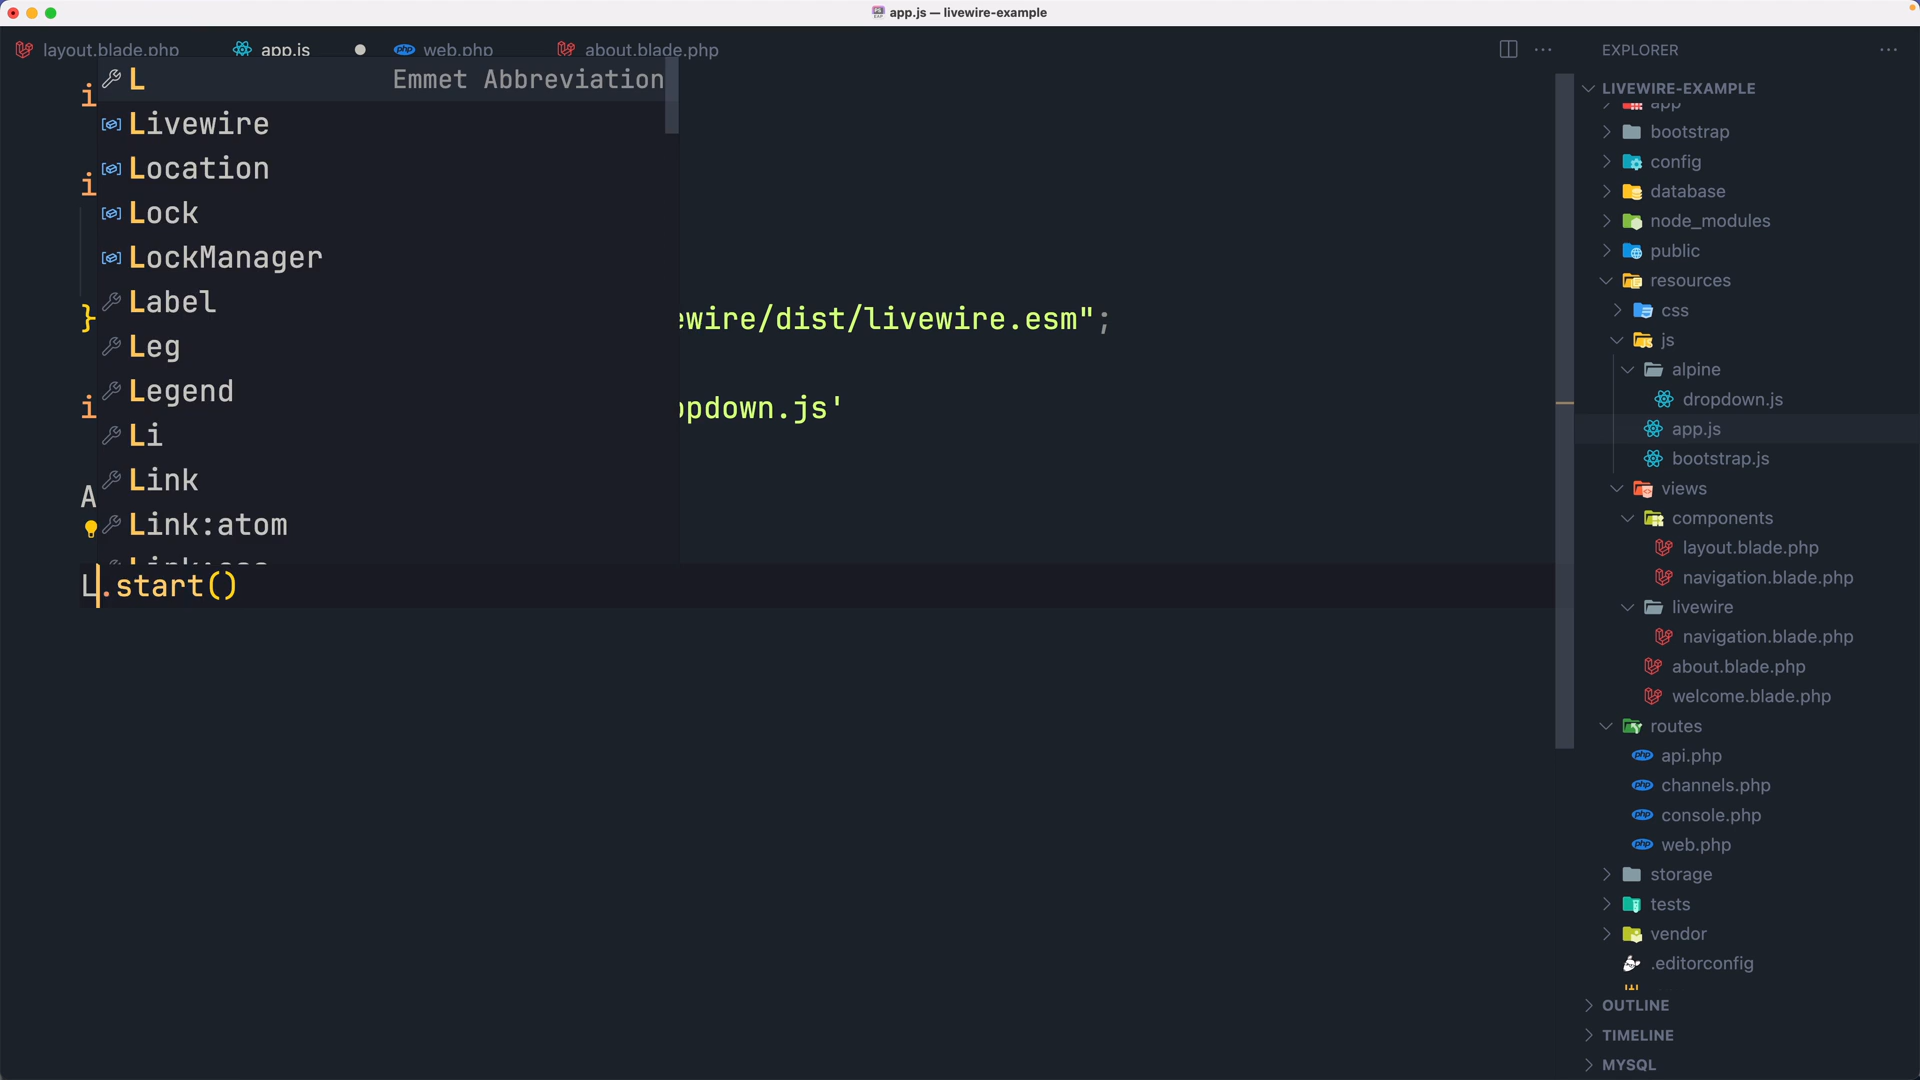 app.js — livewire-example
layout.blade.php
app.js
web.php
about.blade.php
L Emmet Abbreviation
Livewire
Location
Lock
LockManager
Label
Leg
Legend
Li
Link
Link:atom
i
i
} ewire/dist/livewire.esm";
i opdown.js'
A
L.start()
EXPLORER
LIVEWIRE-EXAMPLE
app
bootstrap
config
database
node_modules
public
resources
css
js
alpine
dropdown.js
app.js
bootstrap.js
views
components
layout.blade.php
navigation.blade.php
livewire
navigation.blade.php
about.blade.php
welcome.blade.php
routes
api.php
channels.php
console.php
web.php
storage
tests
vendor
.editorconfig
OUTLINE
TIMELINE
MYSQL